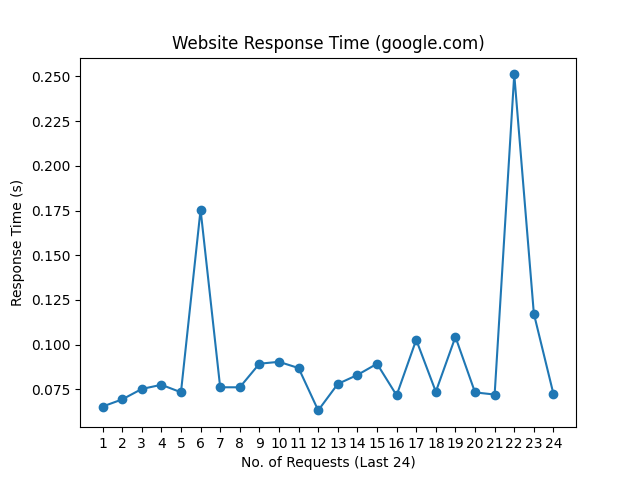 Website Response Time (google.com)
0.250
0.225
0.200
0.175
0.150
0.125
0.100
0.075
Response Time (s)
1 2 3 4 5 6 7 8 9 10 11 12 13 14 15 16 17 18 19 20 21 22 23 24
No. of Requests (Last 24)